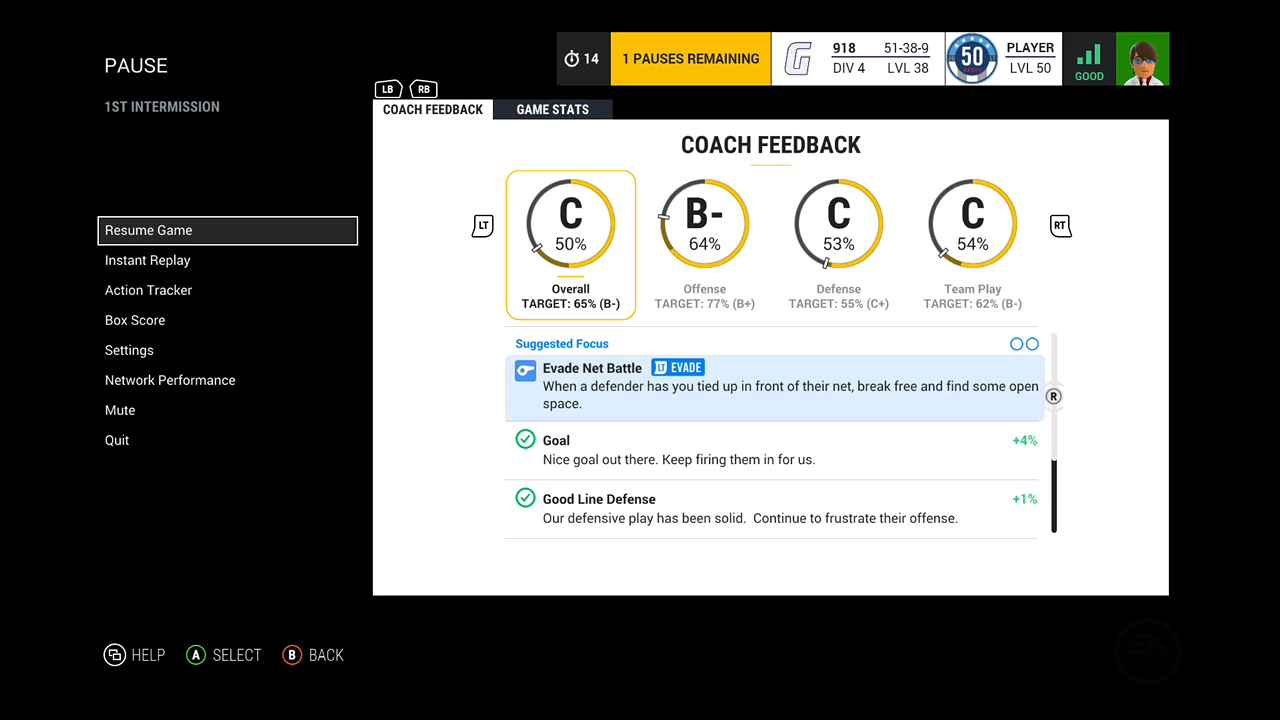 PAUSE
1ST INTERMISSION
14
1 PAUSES REMAINING
G
918 51-38-9
DIV 4 LVL 38
50
PLAYER
LVL 50
GOOD
LB RB
COACH FEEDBACK GAME STATS
COACH FEEDBACK
LT
C
50%
Overall
TARGET: 65% (B-)
B-
64%
Offense
TARGET: 77% (B+)
C
53%
Defense
TARGET: 55% (C+)
C
54%
Team Play
TARGET: 62% (B-)
RT
Resume Game
Instant Replay
Action Tracker
Box Score
Settings
Network Performance
Mute
Quit
Suggested Focus
Evade Net Battle LT EVADE
When a defender has you tied up in front of their net, break free and find some open
space.
R
Goal +4%
Nice goal out there. Keep firing them in for us.
Good Line Defense +1%
Our defensive play has been solid.  Continue to frustrate their offense.
HELP A SELECT B BACK
EA